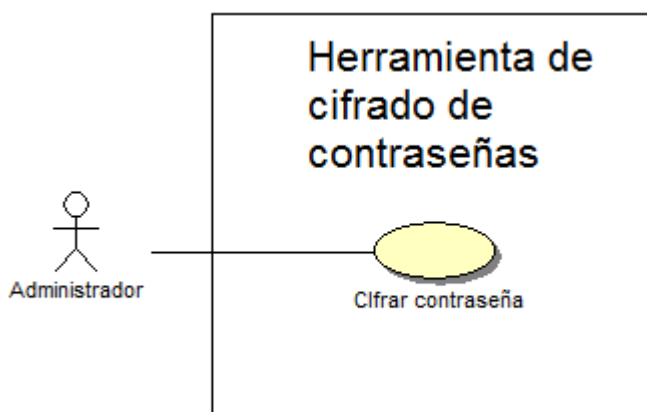 Herramienta de
cifrado de
contraseñas
Administrador
CIfrar contraseña